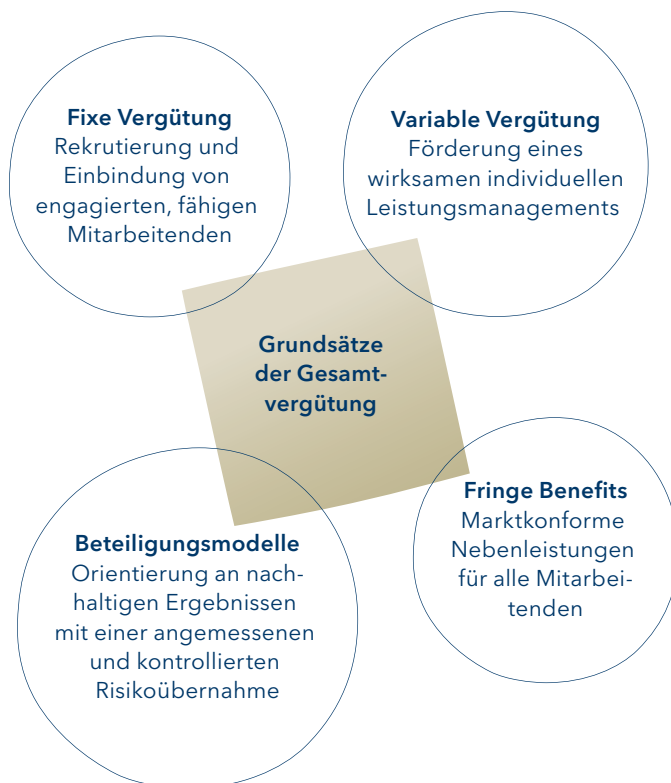 Fixe Vergütung
Rekrutierung und
Einbindung von
engagierten, fähigen
Mitarbeitenden
Variable Vergütung
Förderung eines
wirksamen individuellen
Leistungsmanagements
Grundsätze
der Gesamt-
vergütung
Beteiligungsmodelle
Orientierung an nach-
haltigen Ergebnissen
mit einer angemessenen
und kontrollierten
Risikoübernahme
Fringe Benefits
Marktkonforme
Nebenleistungen
für alle Mitarbei-
tenden